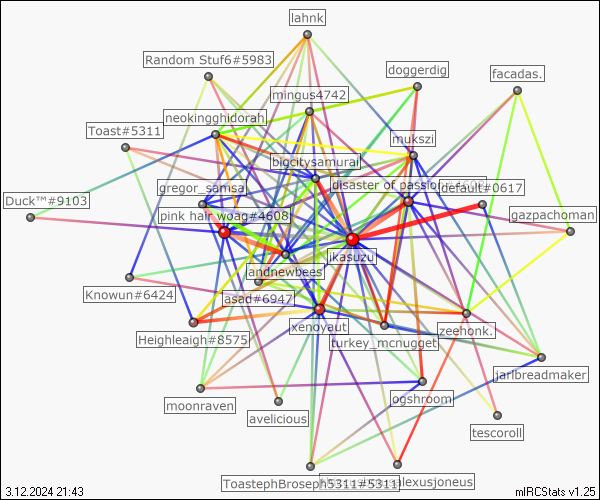 lahnk
Random Stuf6#5983
doggerdig
facadas.
mingus4742
neokingghidorah
Toast#5311
mukszi
bigcitysamurai
disaster of passion#4608
default#0617
gregor_samsa
Duck™#9103
pink hair woag#4608
gazpachoman
ikasuzu
andnewbees
Knowun#6424
asad#6947
xenoyaut
zeehonk.
Heighleaigh#8575
turkey_mcnugget
jarlbreadmaker
ogshroom
moonraven
avelicious
tescoroll
ToastephBroseph5311#5311
alexusjoneus
3.12.2024 21:43
mIRCStats v1.25